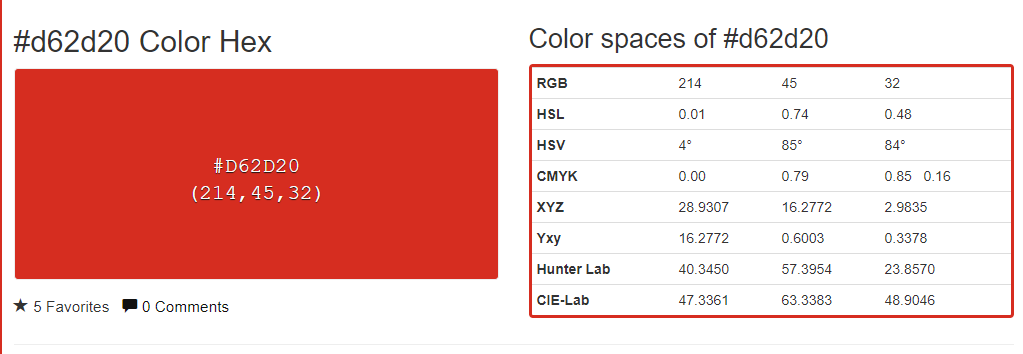 #d62d20 Color Hex
#D62D20
(214,45,32)
★ 5 Favorites 0 Comments
Color spaces of #d62d20
RGB 214 45 32
HSL 0.01 0.74 0.48
HSV 4° 85° 84°
CMYK 0.00 0.79 0.85 0.16
XYZ 28.9307 16.2772 2.9835
Yxy 16.2772 0.6003 0.3378
Hunter Lab 40.3450 57.3954 23.8570
CIE-Lab 47.3361 63.3383 48.9046